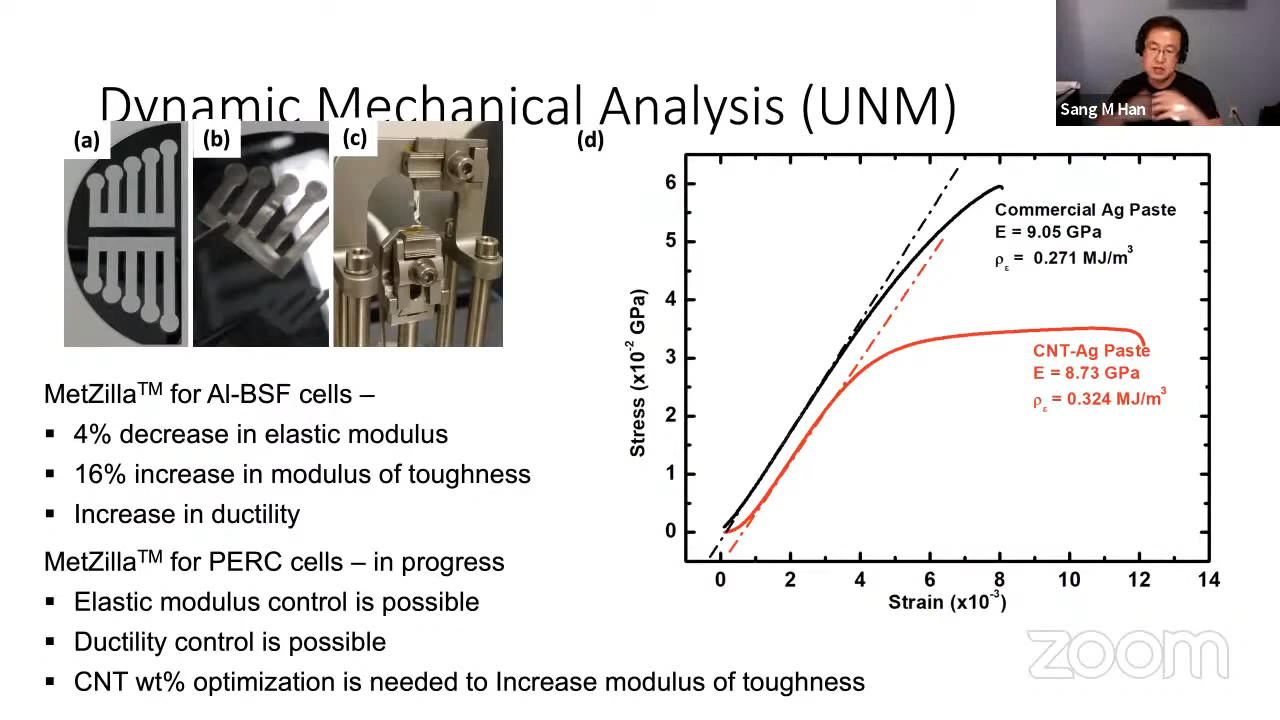 Sang M Han
Dynamic Mechanical Analysis (UNM)
(a)
(b)
(c)
(d)
MetZilla™ for Al-BSF cells –
▪ 4% decrease in elastic modulus
▪ 16% increase in modulus of toughness
▪ Increase in ductility
MetZilla™ for PERC cells – in progress
▪ Elastic modulus control is possible
▪ Ductility control is possible
▪ CNT wt% optimization is needed to Increase modulus of toughness
Stress (x10⁻² GPa)
6
5
4
3
2
1
0
Commercial Ag Paste
E = 9.05 GPa
ρ_ε = 0.271 MJ/m³
CNT-Ag Paste
E = 8.73 GPa
ρ_ε = 0.324 MJ/m³
0 2 4 6 8 10 12 14
Strain (x10⁻³)
zoom